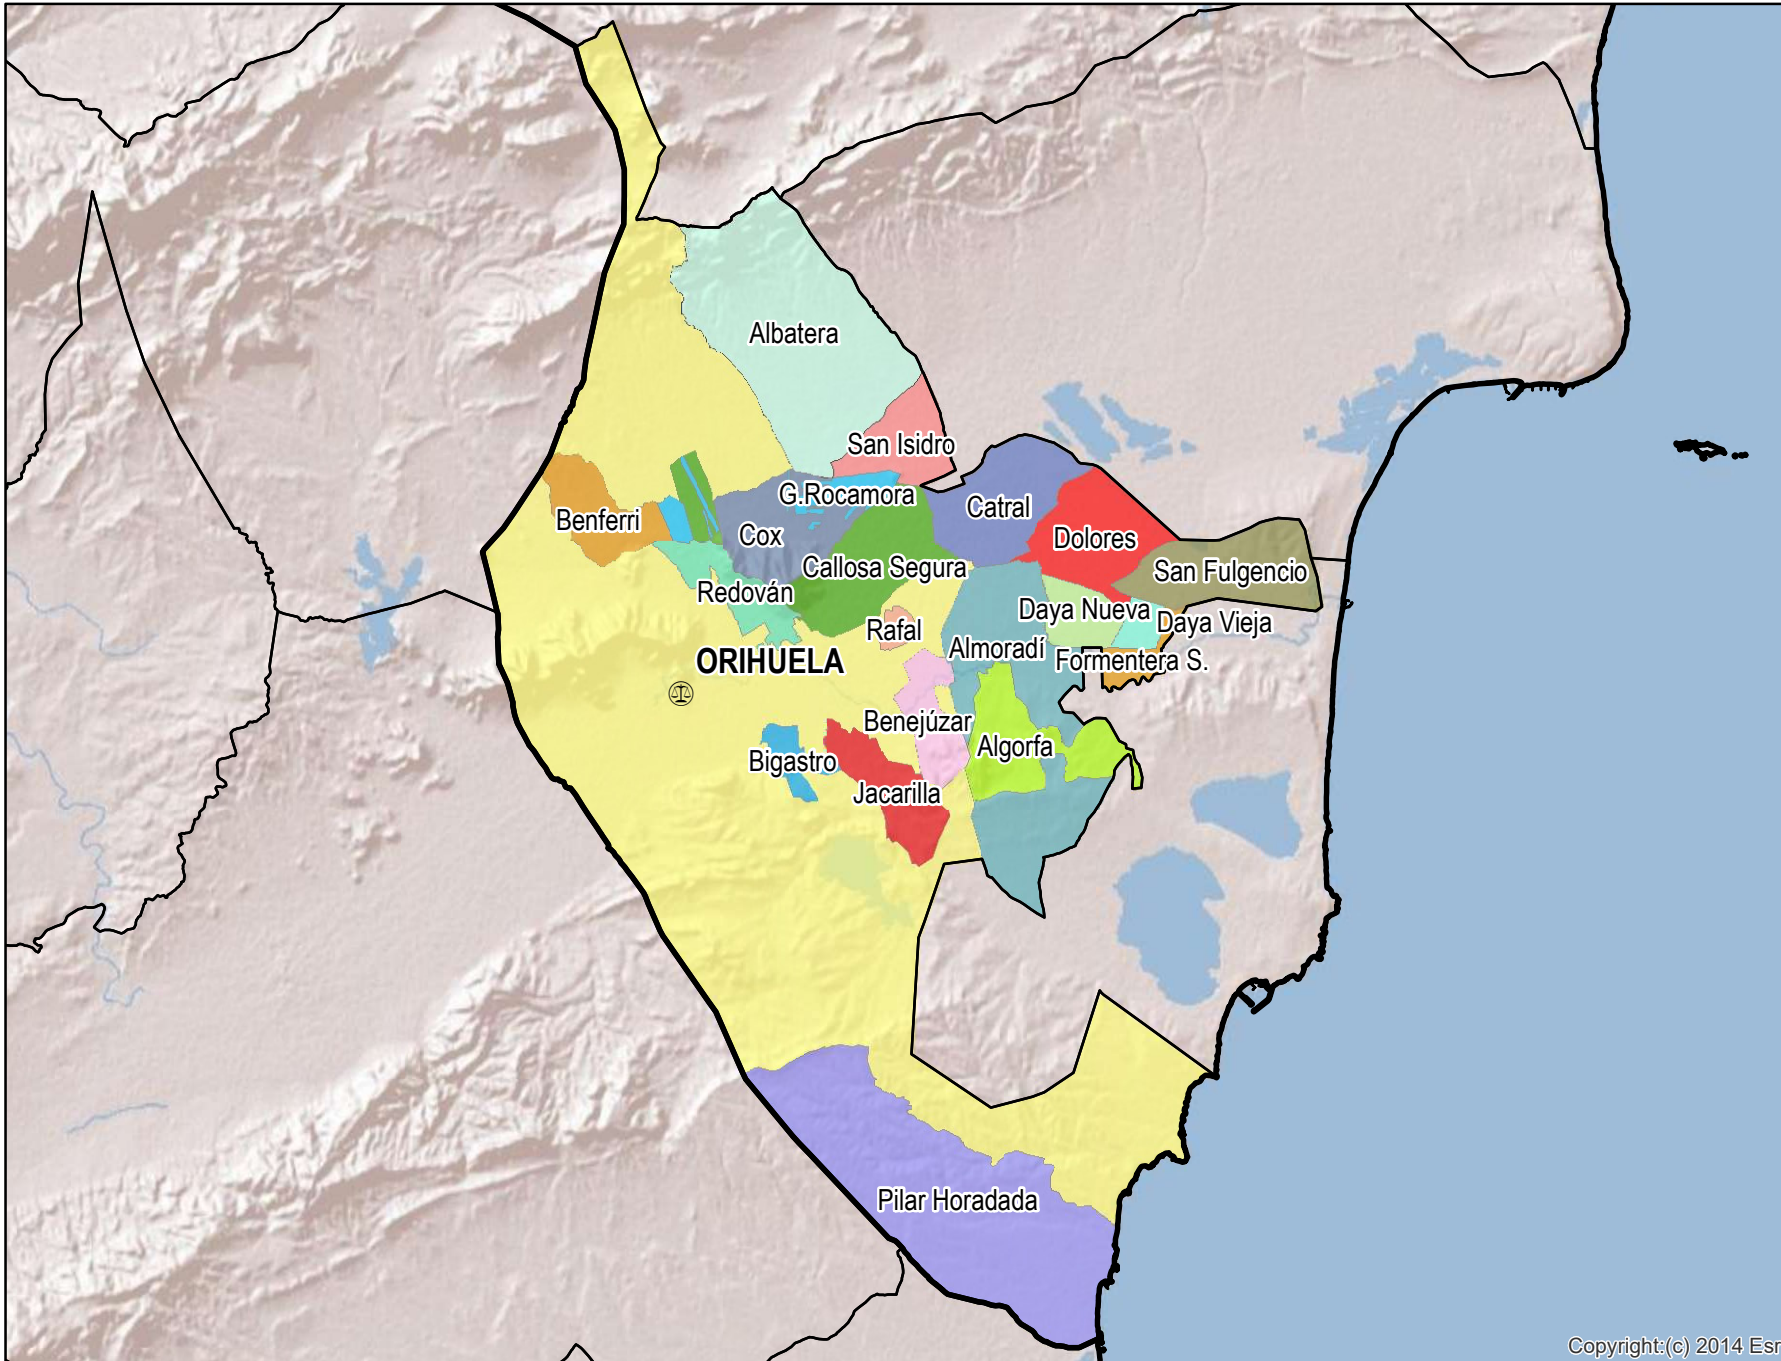 Albatera
San Isidro
G.Rocamora
Catral
Benferri
Cox
Dolores
Callosa Segura
San Fulgencio
Redován
Daya Nueva
Daya Vieja
Rafal
Almoradí
ORIHUELA
Formentera S.
Benejúzar
Algorfa
Bigastro
Jacarilla
Pilar Horadada
Copyright:(c) 2014 Esr